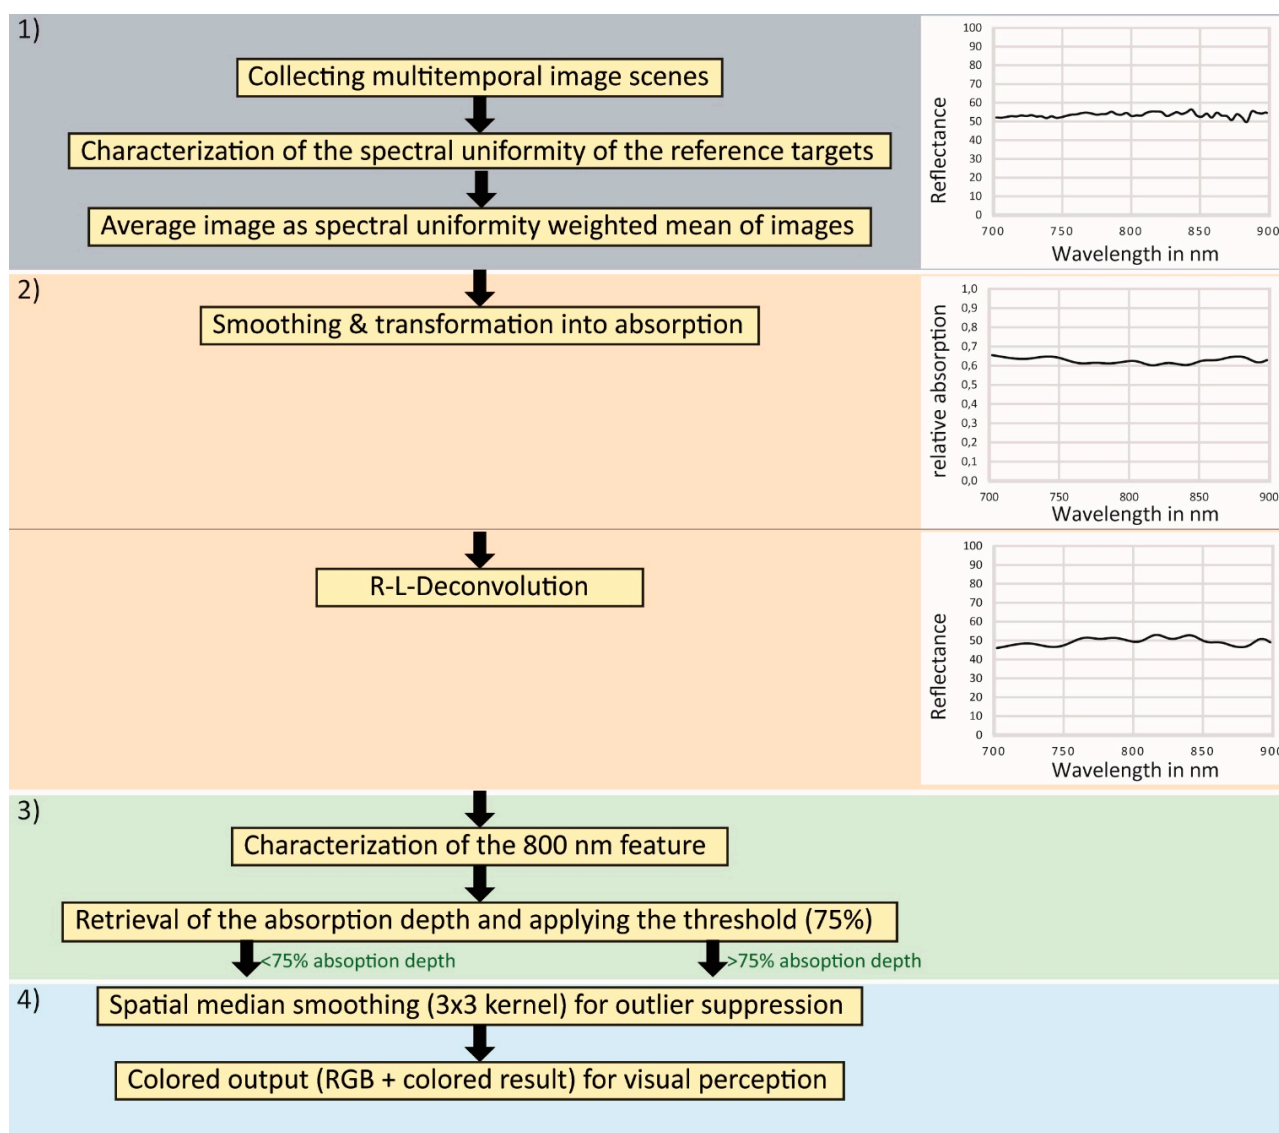 1)
Collecting multitemporal image scenes
Characterization of the spectral uniformity of the reference targets
Average image as spectral uniformity weighted mean of images
100
90
80
70
60
50
40
30
20
10
0
Reflectance
700 750 800 850 900
Wavelength in nm
2)
Smoothing & transformation into absorption
1,0
0,9
0,8
0,7
0,6
0,5
0,4
0,3
0,2
0,1
0,0
relative absorption
700 750 800 850 900
Wavelength in nm
R-L-Deconvolution
100
90
80
70
60
50
40
30
20
10
0
Reflectance
700 750 800 850 900
Wavelength in nm
3)
Characterization of the 800 nm feature
Retrieval of the absorption depth and applying the threshold (75%)
<75% absoption depth
>75% absoption depth
4)
Spatial median smoothing (3x3 kernel) for outlier suppression
Colored output (RGB + colored result) for visual perception